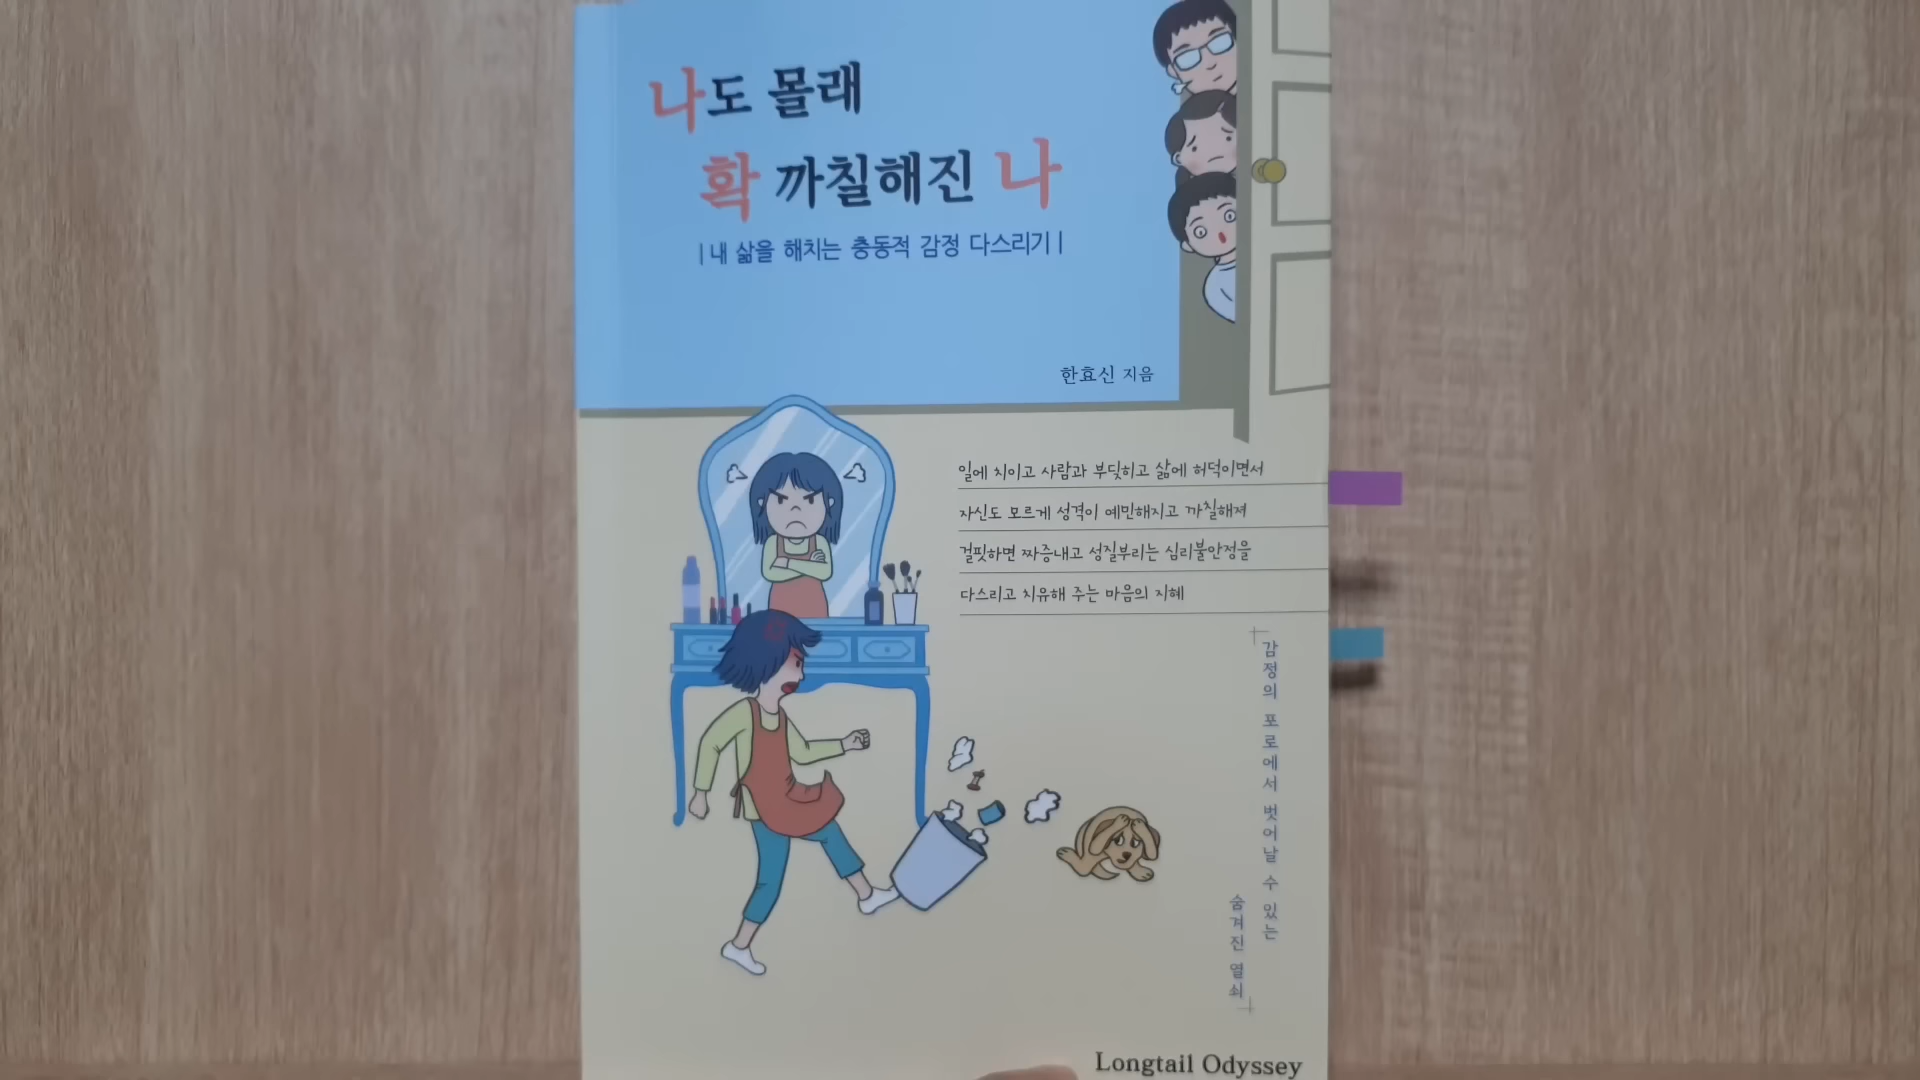 나도 몰래
확 까칠해진 나
|내 삶을 해치는 충동적 감정 다스리기|
한효신 지음
일에 치이고 사람과 부딪히고 삶에 허덕이면서
자신도 모르게 성격이 예민해지고 까칠해져
걸핏하면 짜증내고 성질부리는 심리불안정을
다스리고 치유해 주는 마음의 지혜
감정의 포로에서 벗어날 수 있는
숨겨진 열쇠
Longtail Odyssey